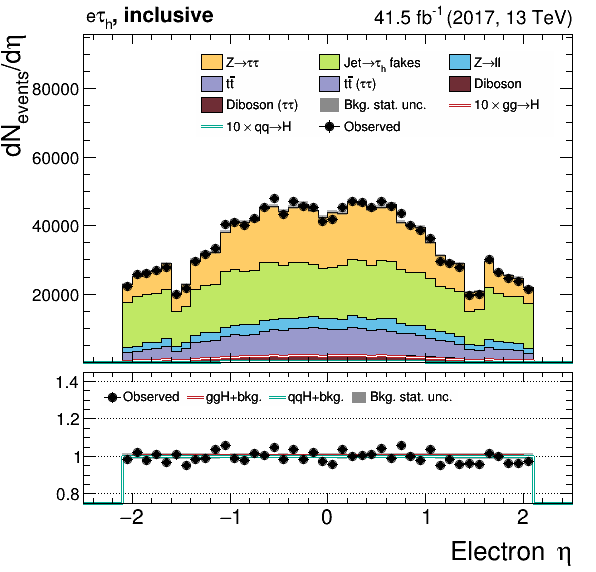 eτh, inclusive 41.5 fb⁻¹ (2017, 13 TeV)
dNevents/dη
Z→ττ Jet→τh fakes Z→ll
tt̄ tt̄ (ττ) Diboson
Diboson (ττ) Bkg. stat. unc. 10×gg→H
10×qq→H Observed
80000
60000
40000
20000
1.4
Observed ggH+bkg. qqH+bkg. Bkg. stat. unc.
1.2
1
0.8
−2 −1 0 1 2
Electron η